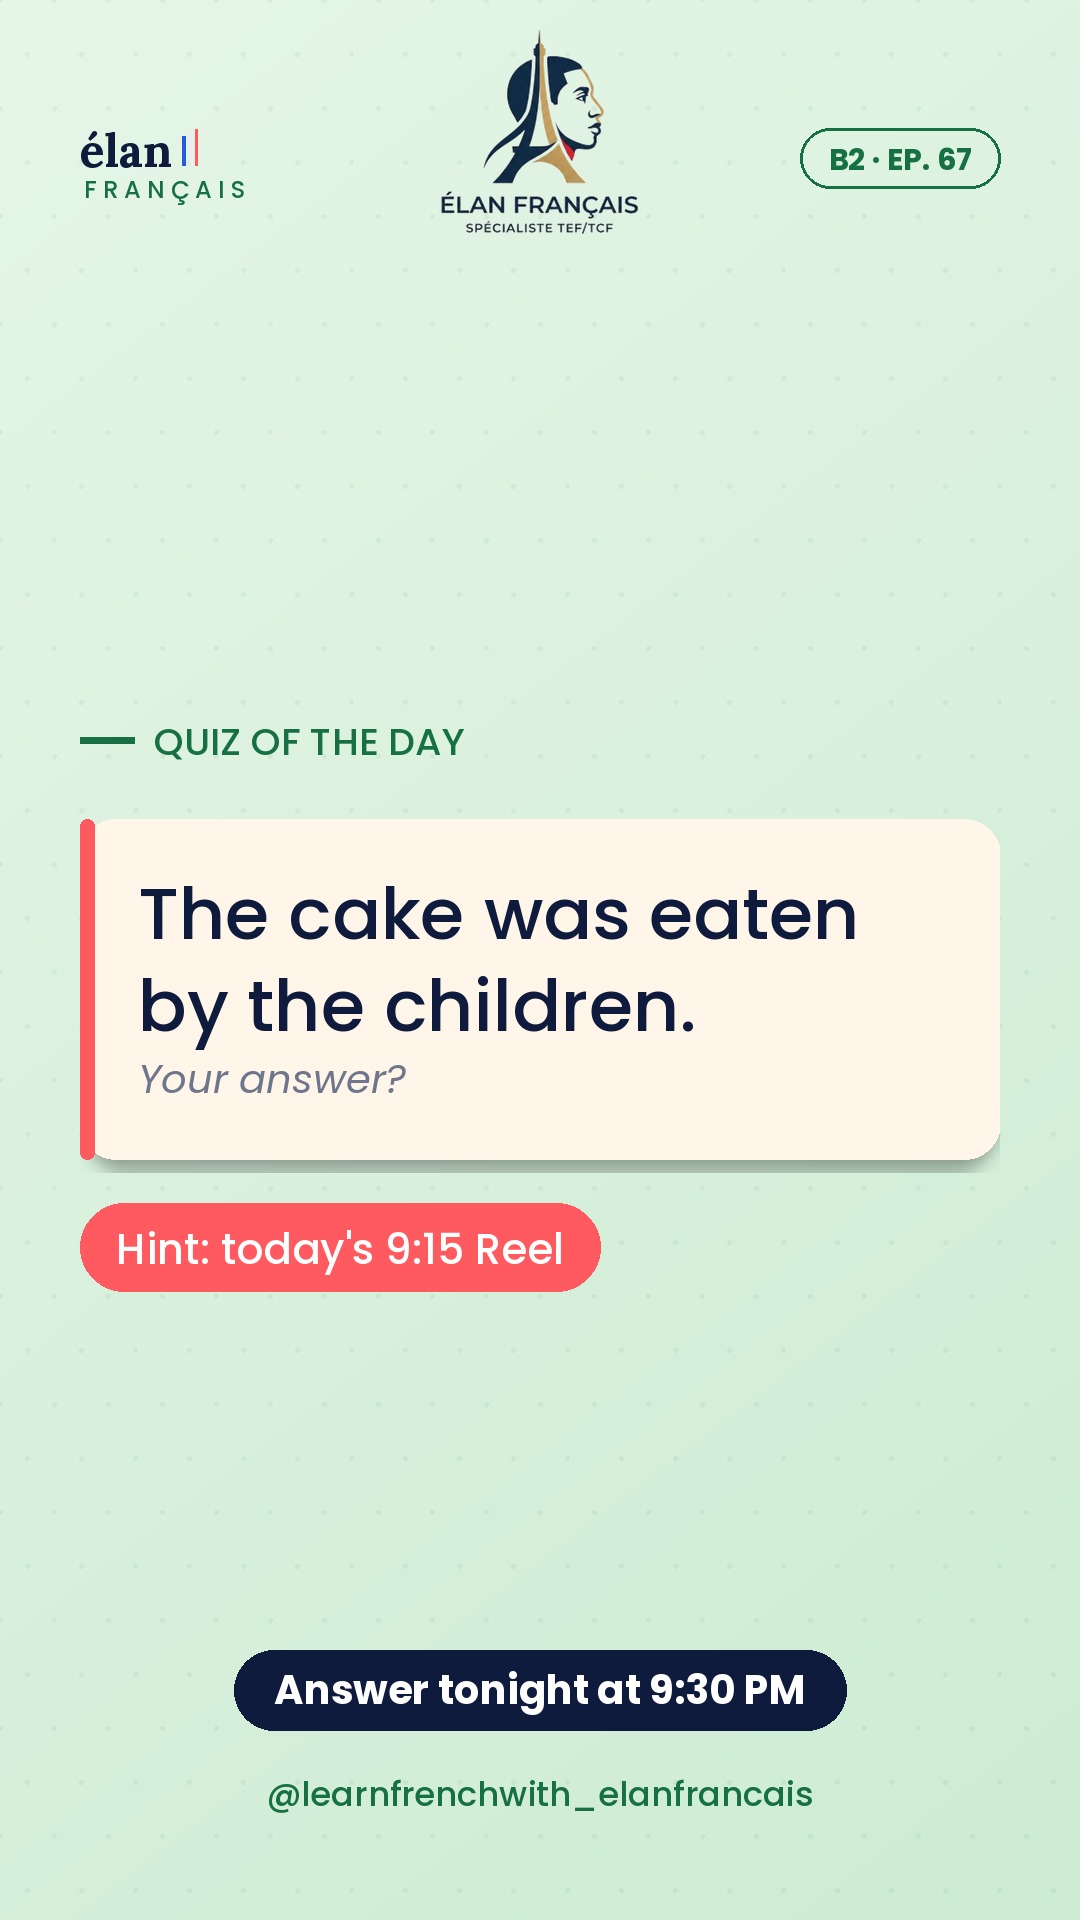 élan
FRANÇAIS
ÉLAN FRANÇAIS
SPÉCIALISTE TEF/TCF
B2 · EP. 67
QUIZ OF THE DAY
The cake was eaten
by the children.
Your answer?
Hint: today's 9:15 Reel
Answer tonight at 9:30 PM
@learnfrenchwith_elanfrancais